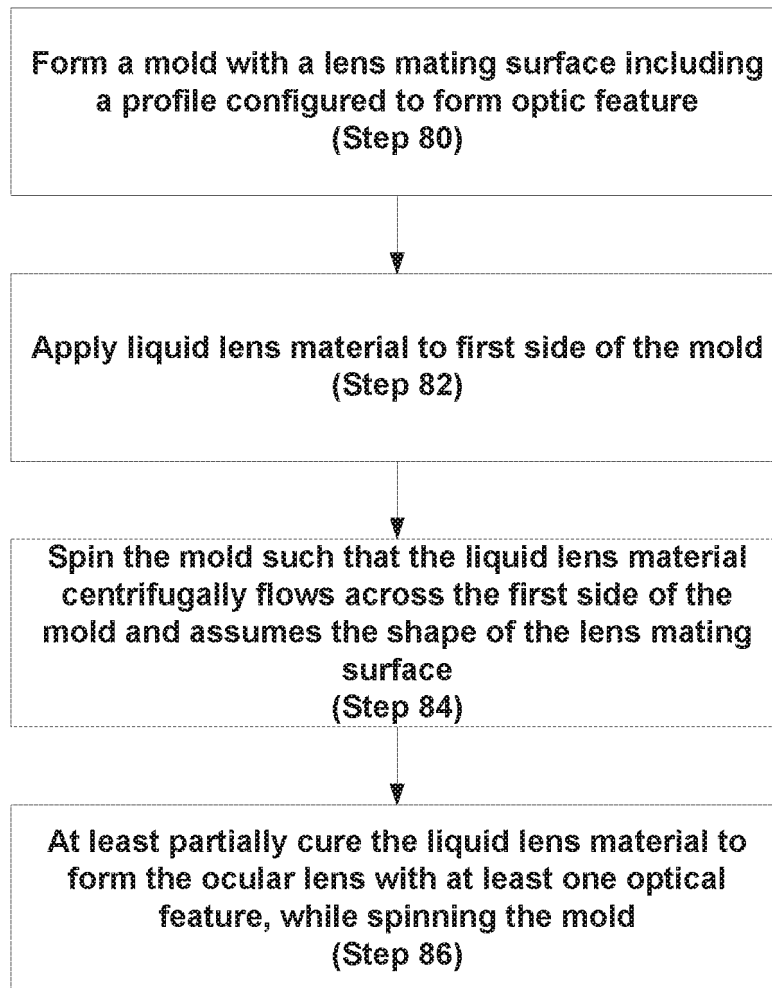 Form a mold with a lens mating surface including
a profile configured to form optic feature
(Step 80)
Apply liquid lens material to first side of the mold
(Step 82)
Spin the mold such that the liquid lens material
centrifugally flows across the first side of the
mold and assumes the shape of the lens mating
surface
(Step 84)
At least partially cure the liquid lens material to
form the ocular lens with at least one optical
feature, while spinning the mold
(Step 86)